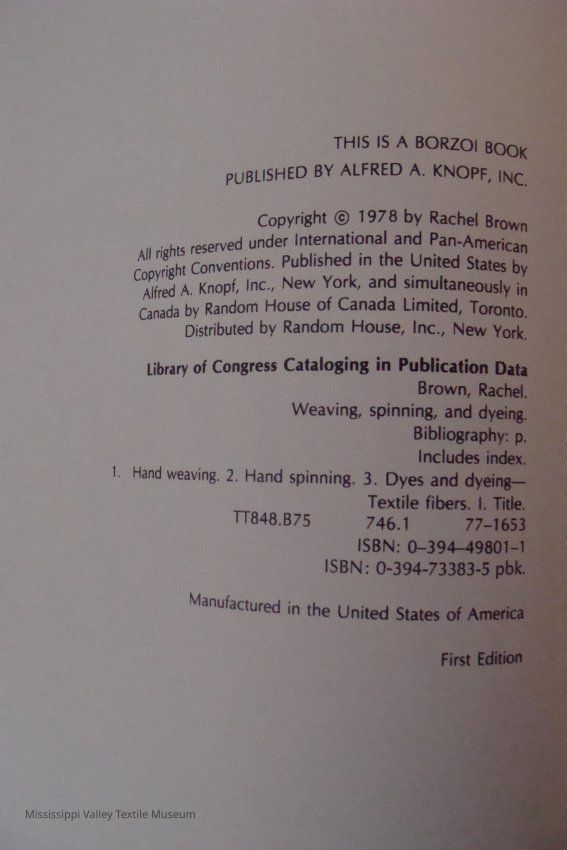 THIS IS A BORZOI BOOK
PUBLISHED BY ALFRED A. KNOPF, INC.
Copyright © 1978 by Rachel Brown
All rights reserved under International and Pan-American
Copyright Conventions. Published in the United States by
Alfred A. Knopf, Inc., New York, and simultaneously in
Canada by Random House of Canada Limited, Toronto.
Distributed by Random House, Inc., New York.
Library of Congress Cataloging in Publication Data
Brown, Rachel.
Weaving, spinning, and dyeing.
Bibliography: p.
Includes index.
1. Hand weaving. 2. Hand spinning. 3. Dyes and dyeing—
Textile fibers. I. Title.
TT848.B75 746.1 77–1653
ISBN: 0–394–49801–1
ISBN: 0-394-73383-5 pbk.
Manufactured in the United States of America
First Edition
Mississippi Valley Textile Museum